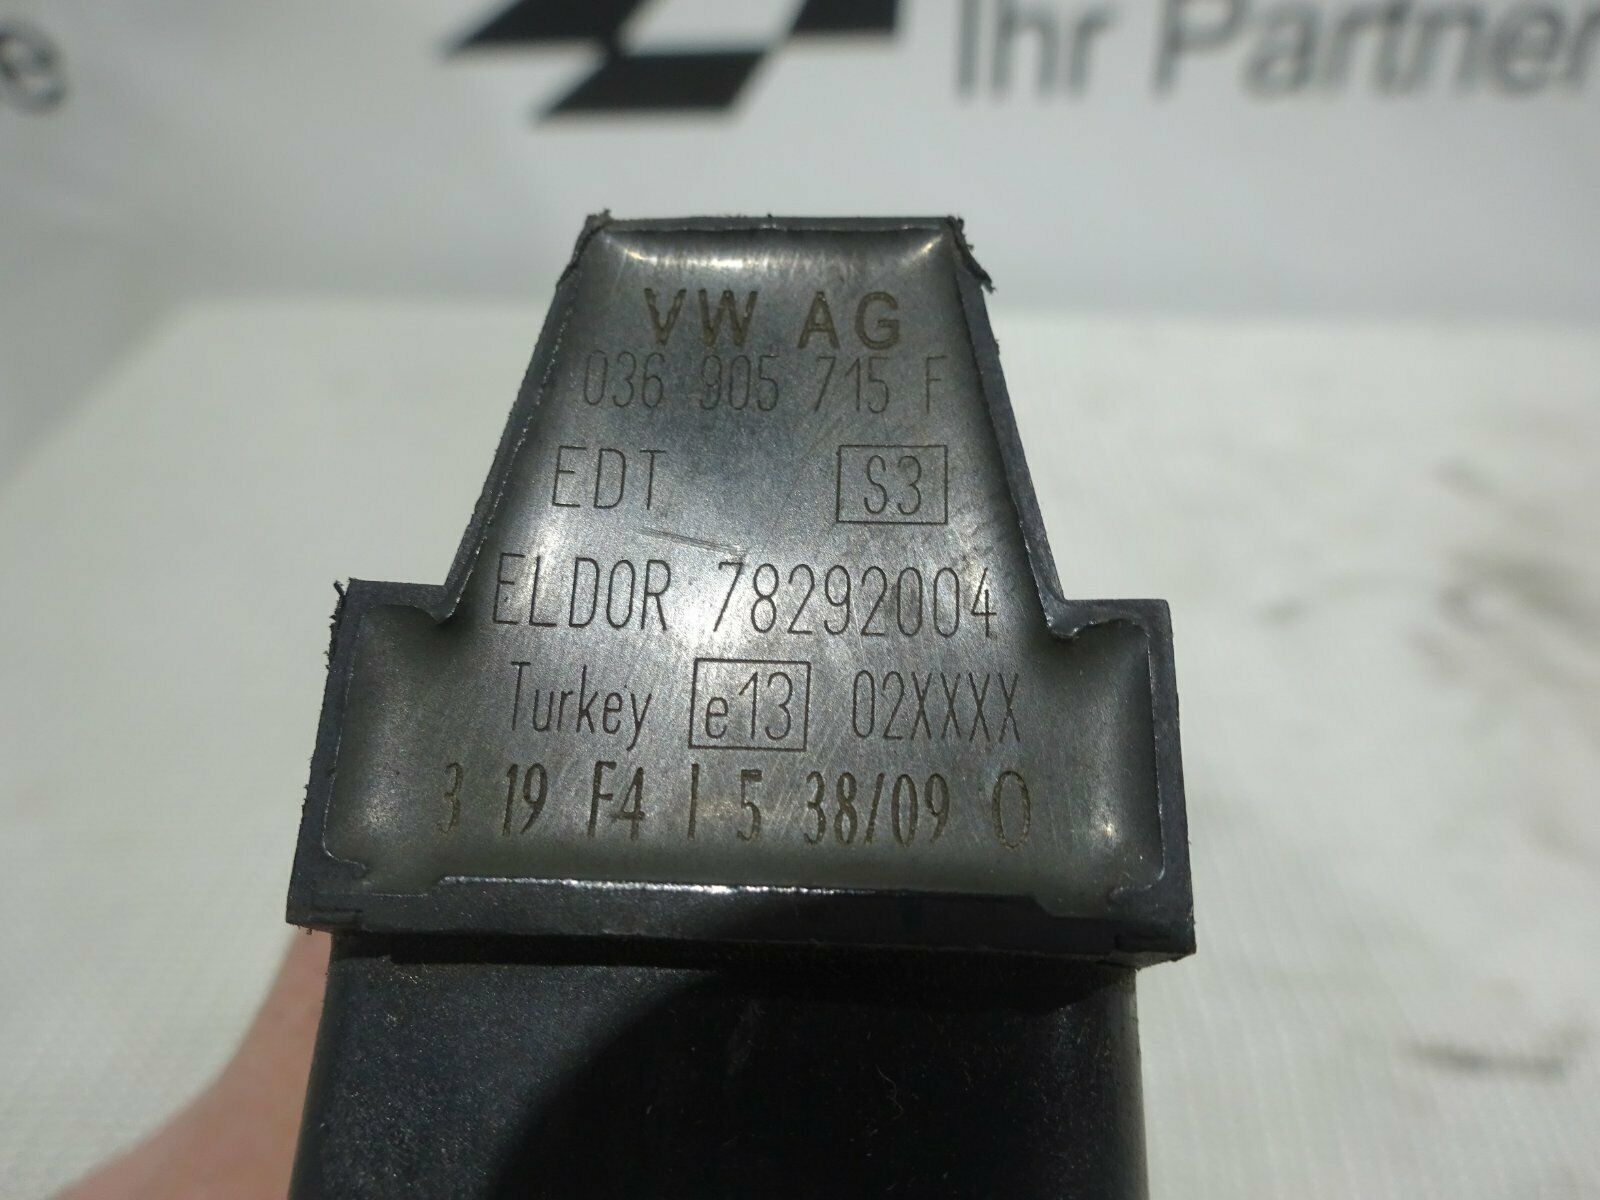 e
Ihr Partner
VW AG
036 905 715 F
EDT S3
ELDOR 78292004
Turkey e13 02XXXX
3 19 F4 I 5 38/09 O